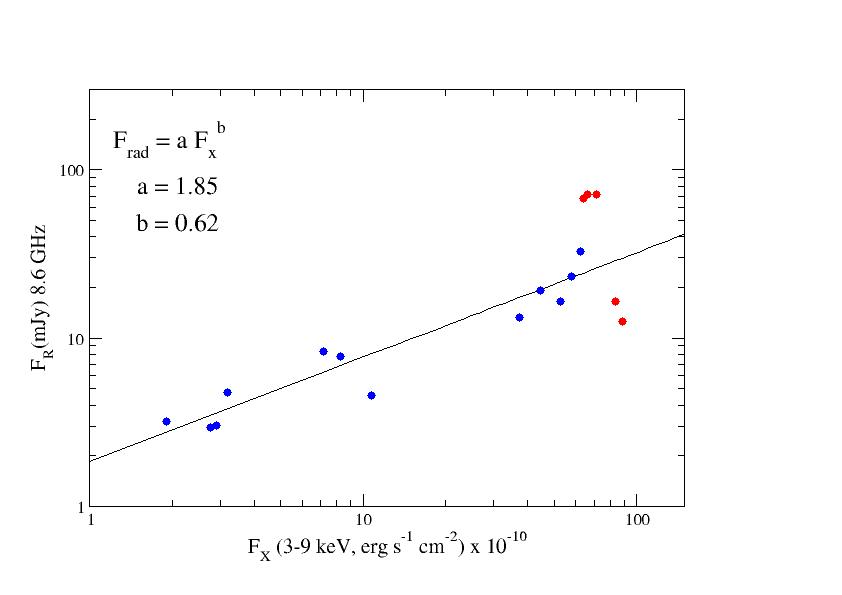 F_rad = a F_x^b
a = 1.85
b = 0.62
100
10
1
F_R(mJy) 8.6 GHz
1 10 100
F_X (3-9 keV, erg s^-1 cm^-2) x 10^-10